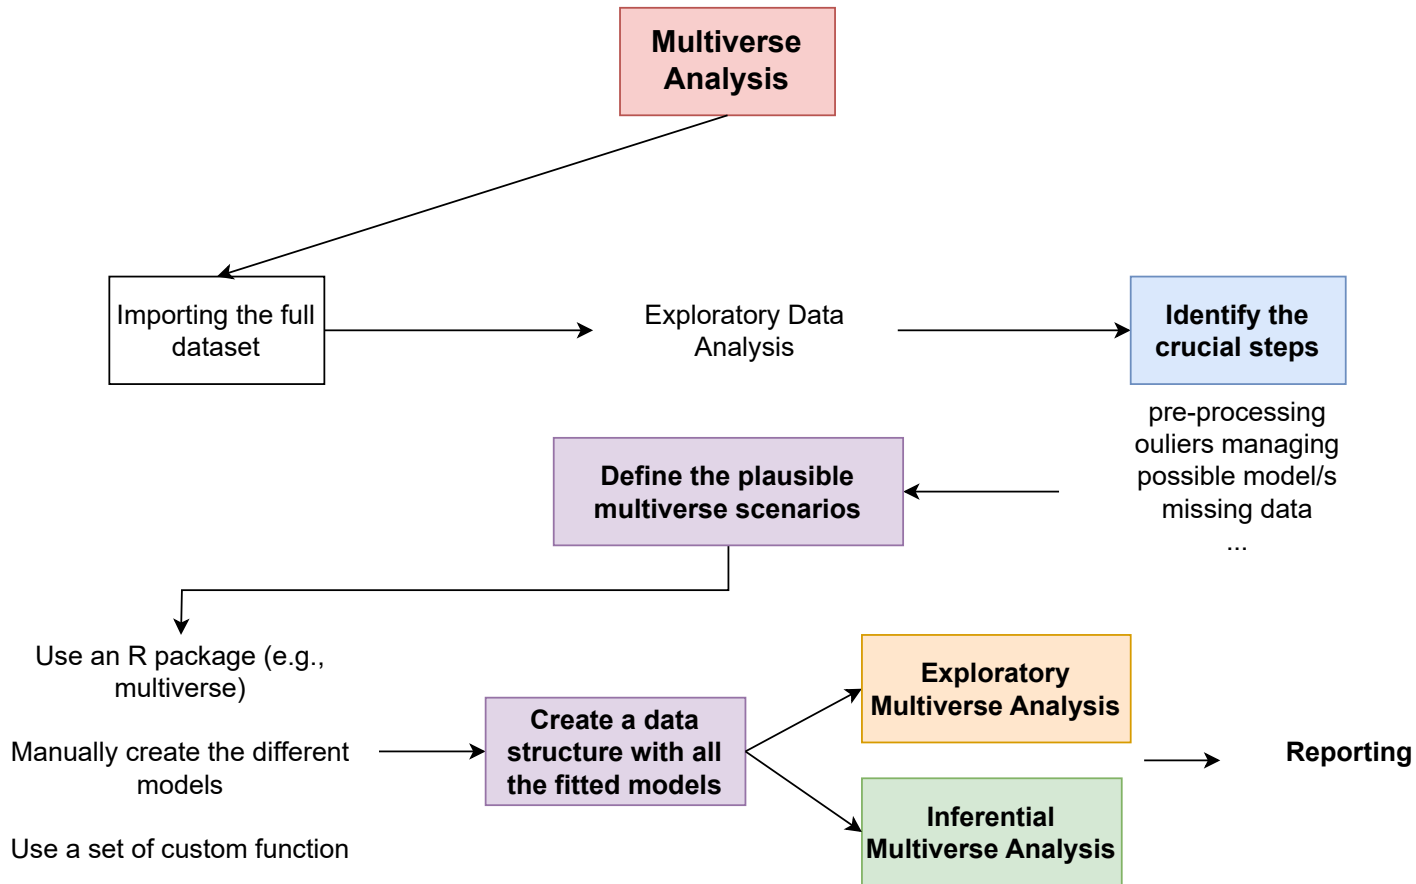 Multiverse
Analysis
Importing the full
dataset
Exploratory Data
Analysis
Identify the
crucial steps
pre-processing
ouliers managing
possible model/s
missing data
...
Define the plausible
multiverse scenarios
Use an R package (e.g.,
multiverse)
Manually create the different
models
Use a set of custom function
Create a data
structure with all
the fitted models
Exploratory
Multiverse Analysis
Inferential
Multiverse Analysis
Reporting